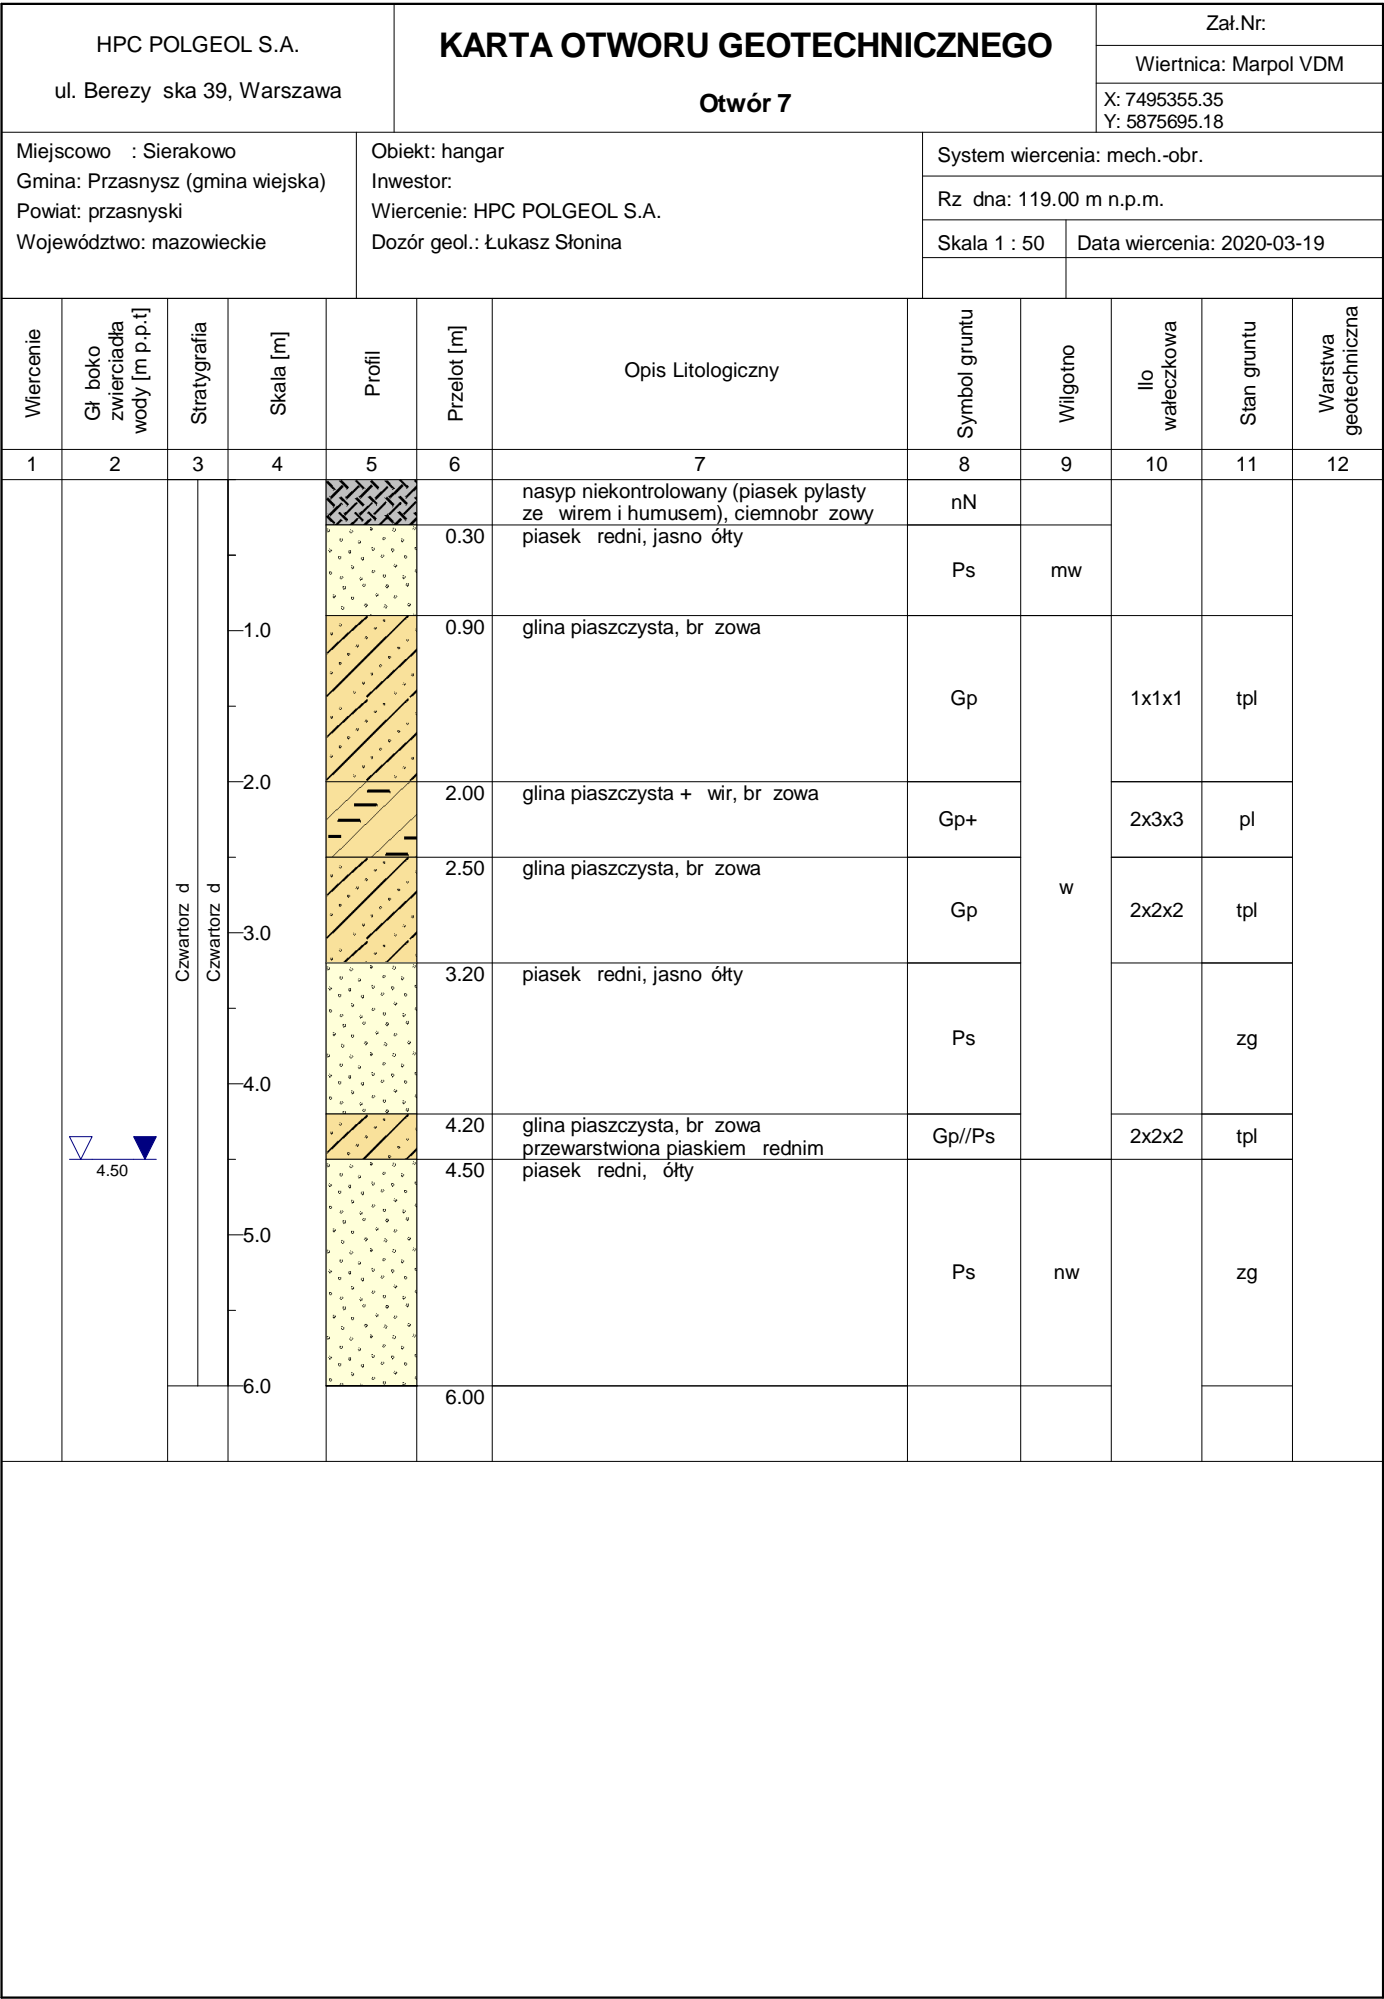 HPC POLGEOL S.A.
ul. Berezy ska 39, Warszawa
KARTA OTWORU GEOTECHNICZNEGO
Otwór 7
Zał.Nr:
Wiertnica: Marpol VDM
X: 7495355.35
Y: 5875695.18
Miejscowo : Sierakowo
Gmina: Przasnysz (gmina wiejska)
Powiat: przasnyski
Województwo: mazowieckie
Obiekt: hangar
Inwestor:
Wiercenie: HPC POLGEOL S.A.
Dozór geol.: Łukasz Słonina
System wiercenia: mech.-obr.
Rz dna: 119.00 m n.p.m.
Skala 1 : 50
Data wiercenia: 2020-03-19
Wiercenie
Gł boko
zwierciadła
wody [m p.p.t]
Stratygrafia
Skala [m]
Profil
Przelot [m]
Opis Litologiczny
Symbol gruntu
Wilgotno
Ilo
wałeczkowa
Stan gruntu
Warstwa
geotechniczna
1 2 3 4 5 6 7 8 9 10 11 12
nasyp niekontrolowany (piasek pylasty
ze wirem i humusem), ciemnobr zowy
nN
0.30 piasek redni, jasno ółty
Ps mw
1.0
0.90 glina piaszczysta, br zowa
Gp 1x1x1 tpl
2.0
2.00 glina piaszczysta + wir, br zowa
Gp+ 2x3x3 pl
2.50 glina piaszczysta, br zowa
w
Gp 2x2x2 tpl
Czwartorz d
Czwartorz d
3.0
3.20 piasek redni, jasno ółty
Ps zg
4.0
4.20 glina piaszczysta, br zowa
przewarstwiona piaskiem rednim
Gp//Ps 2x2x2 tpl
4.50
4.50 piasek redni, ółty
5.0
Ps nw zg
6.0
6.00